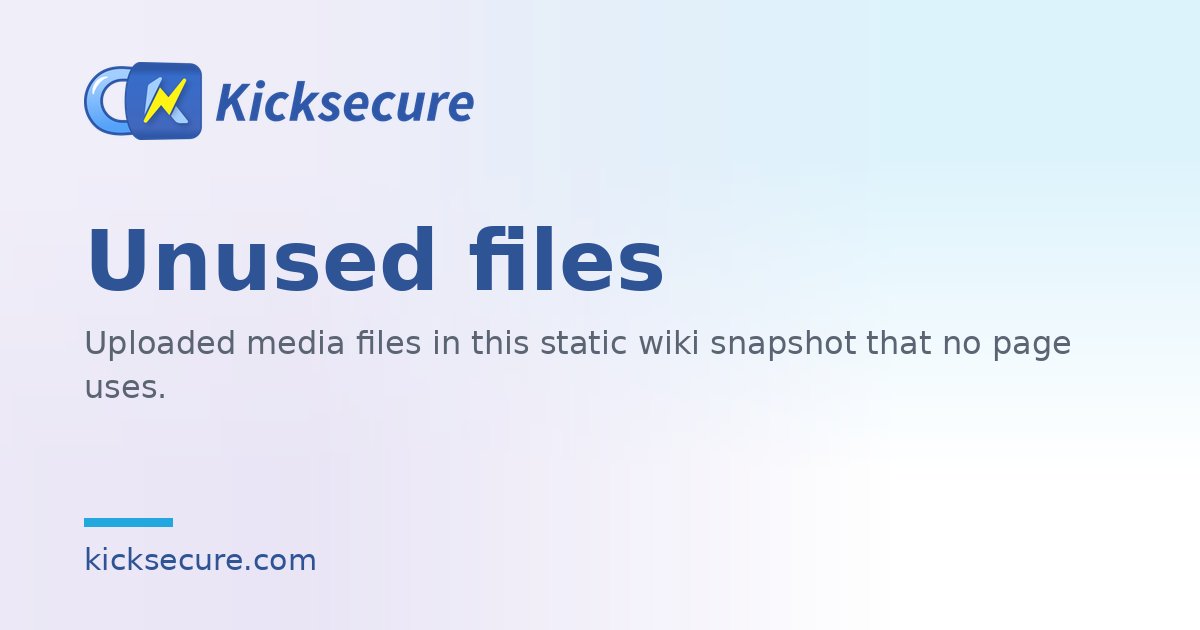 Kicksecure
Unused files
Uploaded media files in this static wiki snapshot that no page
uses.
kicksecure.com